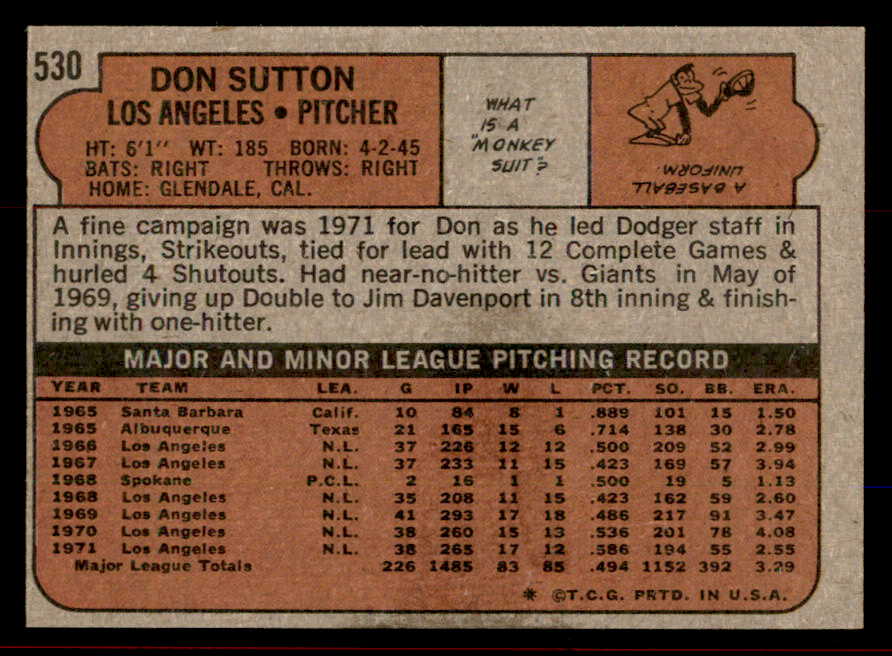 530
DON SUTTON
LOS ANGELES • PITCHER
HT: 6'1" WT: 185 BORN: 4-2-45
BATS: RIGHT THROWS: RIGHT
HOME: GLENDALE, CAL.
WHAT
IS A
"MONKEY
SUIT?
A BASEBALL
UNIFORM.
A fine campaign was 1971 for Don as he led Dodger staff in
Innings, Strikeouts, tied for lead with 12 Complete Games &
hurled 4 Shutouts. Had near-no-hitter vs. Giants in May of
1969, giving up Double to Jim Davenport in 8th inning & finish-
ing with one-hitter.
MAJOR AND MINOR LEAGUE PITCHING RECORD
YEAR TEAM LEA. G IP W L PCT. SO. BB. ERA.
1965 Santa Barbara Calif. 10 84 8 1 .889 101 15 1.50
1965 Albuquerque Texas 21 165 15 6 .714 138 30 2.78
1966 Los Angeles N.L. 37 226 12 12 .500 209 52 2.99
1967 Los Angeles N.L. 37 233 11 15 .423 169 57 3.94
1968 Spokane P.C.L. 2 16 1 1 .500 19 5 1.13
1968 Los Angeles N.L. 35 208 11 15 .423 162 59 2.60
1969 Los Angeles N.L. 41 293 17 18 .486 217 91 3.47
1970 Los Angeles N.L. 38 260 15 13 .536 201 78 4.08
1971 Los Angeles N.L. 38 265 17 12 .586 194 55 2.55
Major League Totals 226 1485 83 85 .494 1152 392 3.29
* ©T.C.G. PRTD. IN U.S.A.